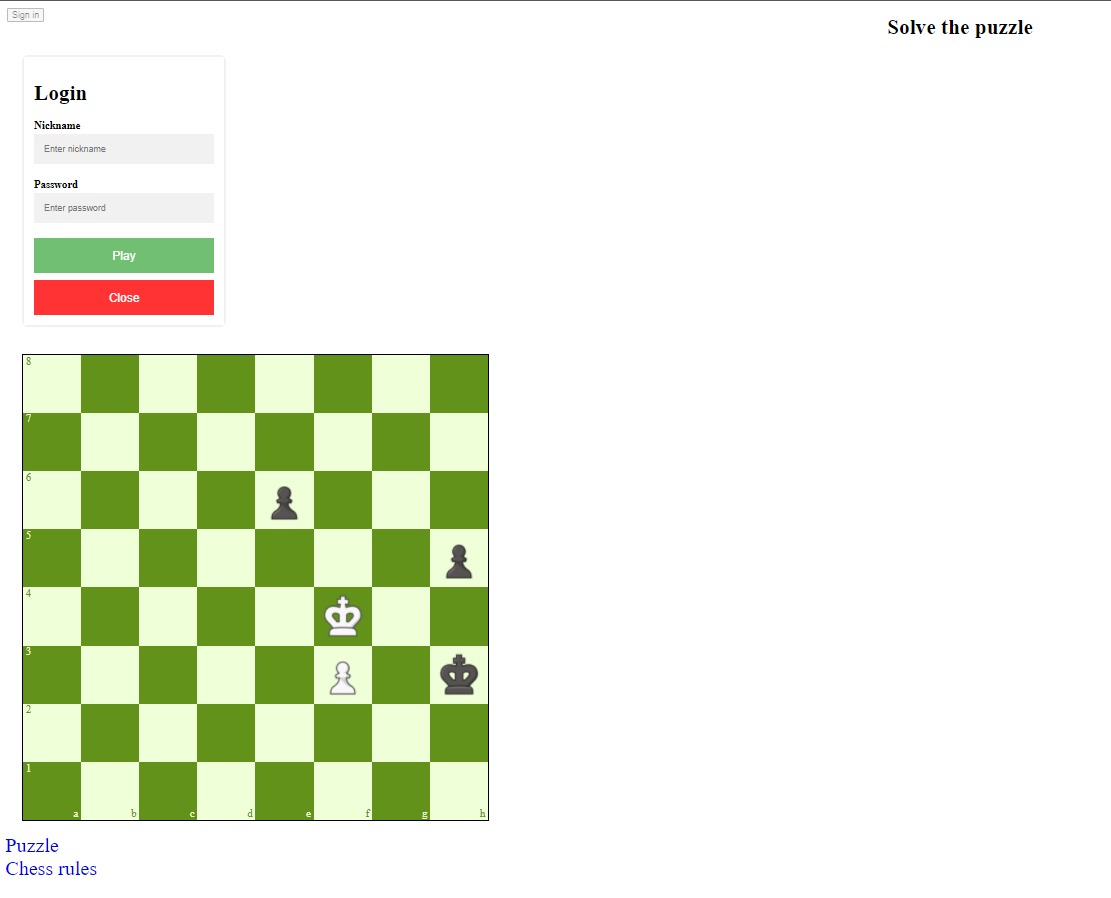 Sign in
Solve the puzzle
Login
Nickname
Enter nickname
Password
Enter password
Play
Close
8
7
6
5
4
3
2
1
a b c d e f g h
Puzzle
Chess rules